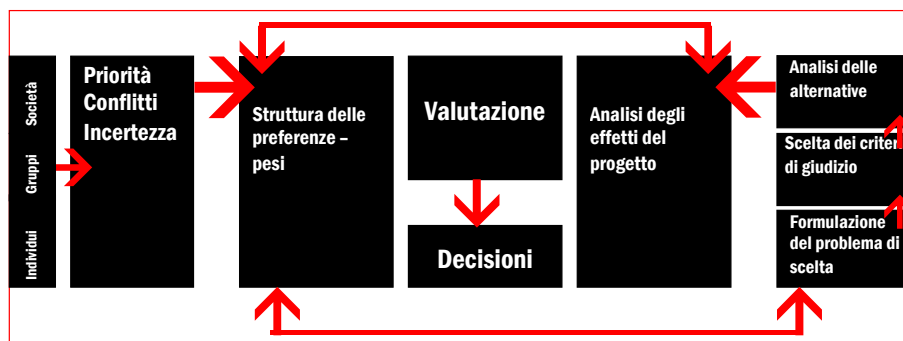 Società
Gruppi
Individui
Priorità
Conflitti
Incertezza
Struttura delle
preferenze –
pesi
Valutazione
Decisioni
Analisi degli
effetti del
progetto
Analisi delle
alternative
Scelta dei criteri
di giudizio
Formulazione
del problema di
scelta